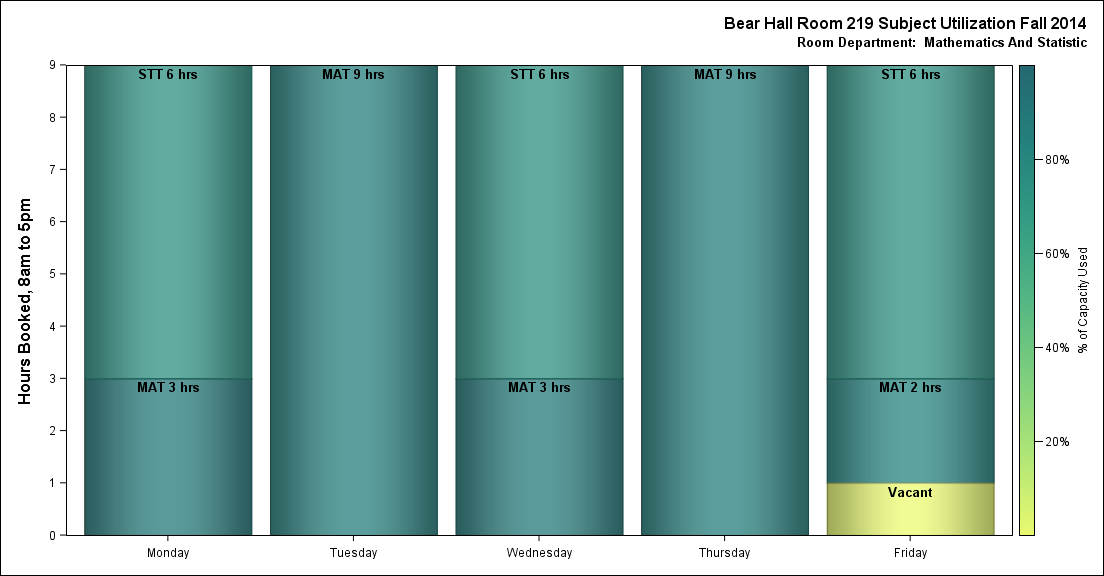 Bear Hall Room 219 Subject Utilization Fall 2014
Room Department:  Mathematics And Statistic
Hours Booked, 8am to 5pm
9
8
7
6
5
4
3
2
1
0
STT 6 hrs
MAT 3 hrs
MAT 9 hrs
STT 6 hrs
MAT 3 hrs
MAT 9 hrs
STT 6 hrs
MAT 2 hrs
Vacant
Monday
Tuesday
Wednesday
Thursday
Friday
80%
60%
40%
20%
% of Capacity Used